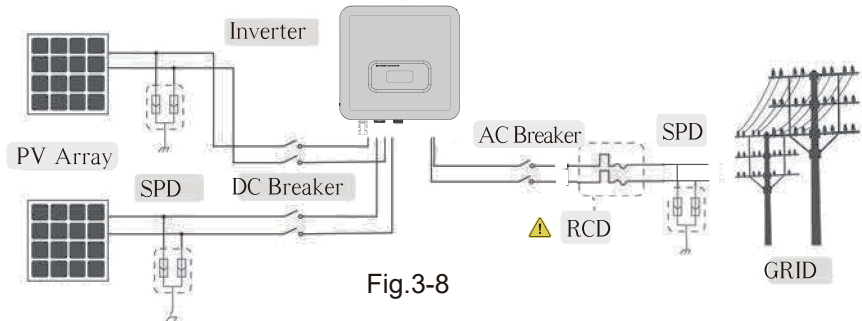 Inverter
AC Breaker
SPD
PV Array
SPD
DC Breaker
RCD
GRID
Fig.3-8